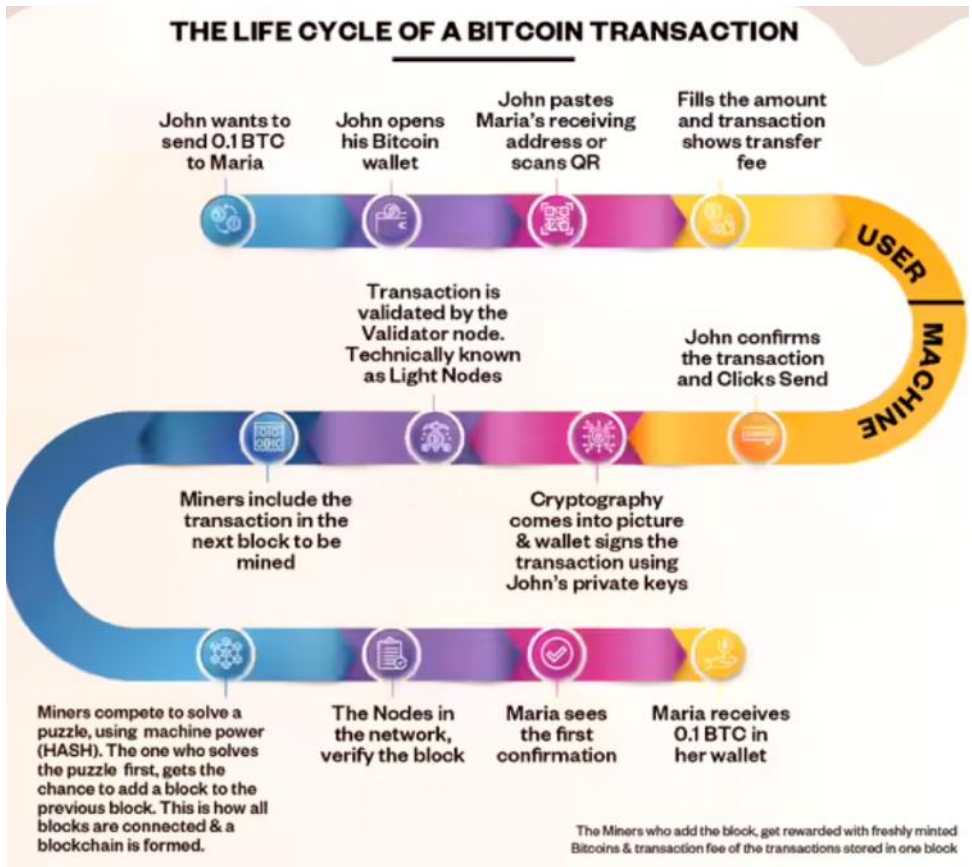 THE LIFE CYCLE OF A BITCOIN TRANSACTION
John wants to
send 0.1 BTC
to Maria
John opens
his Bitcoin
wallet
John pastes
Maria's receiving
address or
scans QR
Fills the amount
and transaction
shows transfer
fee
USER
MACHINE
John confirms
the transaction
and Clicks Send
Cryptography
comes into picture
& wallet signs the
transaction using
John's private keys
Transaction is
validated by the
Validator node.
Technically known
as Light Nodes
Miners include the
transaction in the
next block to be
mined
Miners compete to solve a
puzzle, using machine power
(HASH). The one who solves
the puzzle first, gets the
chance to add a block to the
previous block. This is how all
blocks are connected & a
blockchain is formed.
The Nodes in
the network,
verify the block
Maria sees
the first
confirmation
Maria receives
0.1 BTC in
her wallet
The Miners who add the block, get rewarded with freshly minted
Bitcoins & transaction fee of the transactions stored in one block